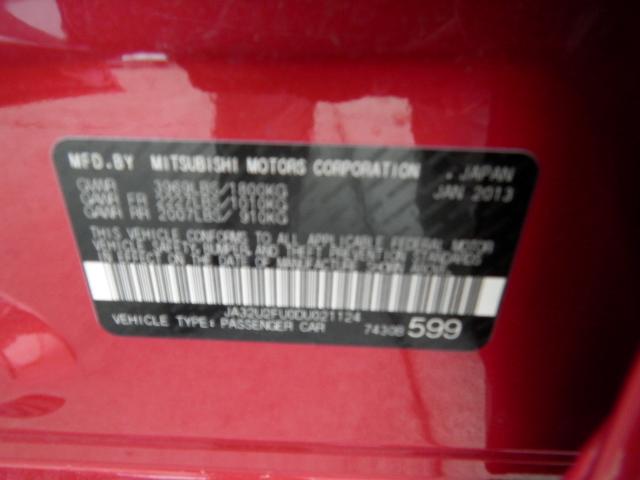 MFD. BY MITSUBISHI MOTORS CORPORATION , JAPAN
GVWR 3969LBS/1800KG JAN 2013
GAWR FR 2227LBS/1010KG
GAWR RR 2007LBS/ 910KG
THIS VEHICLE CONFORMS TO ALL APPLICABLE FEDERAL MOTOR
VEHICLE SAFETY, BUMPER, AND THEFT PREVENTION STANDARDS
IN EFFECT ON THE DATE OF MANUFACTURE SHOWN ABOVE.
JA32U2FU0DU021124
VEHICLE TYPE: PASSENGER CAR 7430B 599